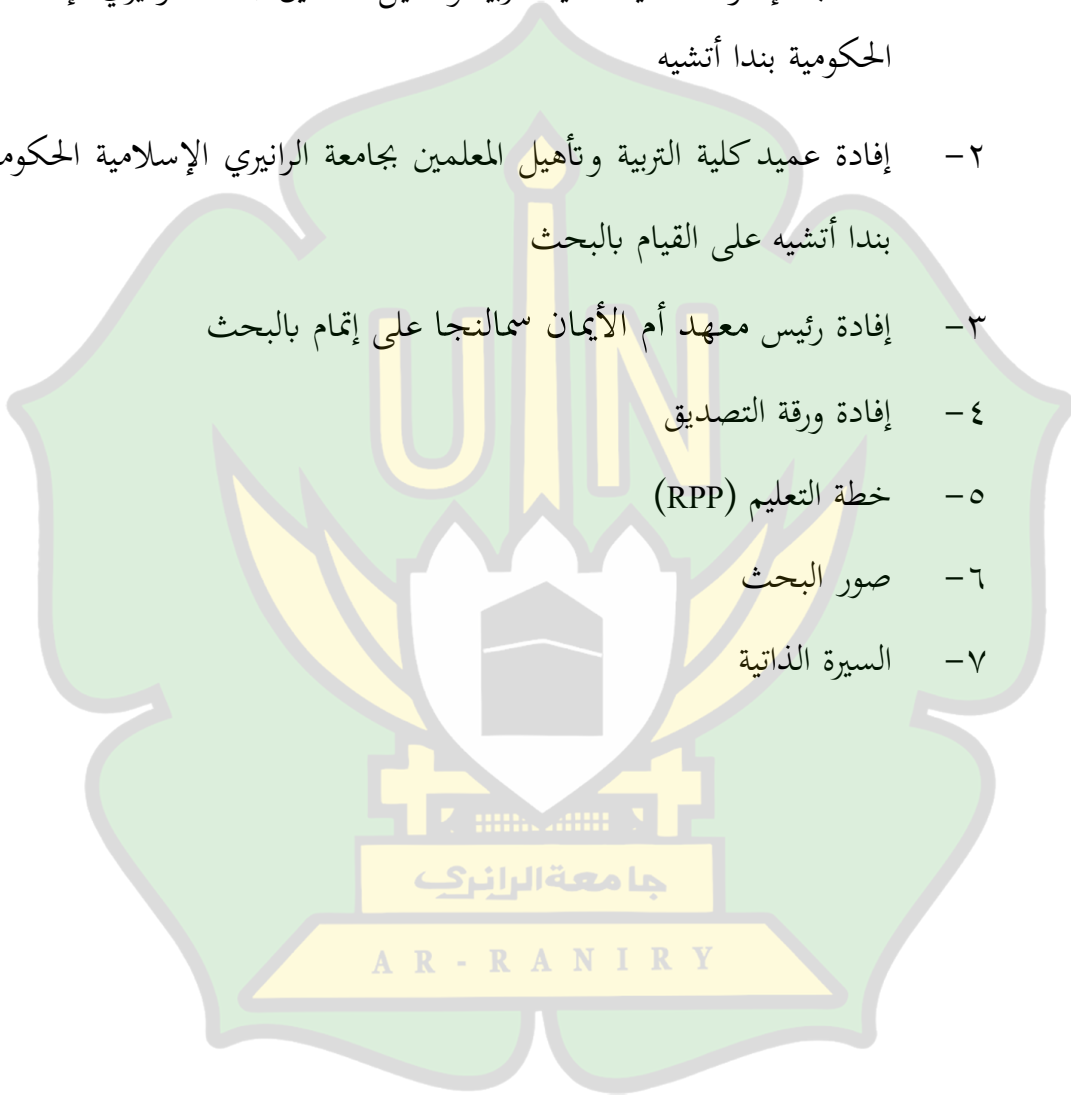 الحكومية بندا أتشيه
٢- إفادة عميد كلية التربية وتأهيل المعلمين بجامعة الرانيري الإسلامية
بندا أتشيه على القيام بالبحث
٣- إفادة رئيس معهد أم الأيمان سمالنجا على إتمام بالبحث
٤- إفادة ورقة التصديق
٥- خطة التعليم (RPP)
٦- صور البحث
٧- السيرة الذاتية
UIN
جامعة الرانري
AR-RANIRY